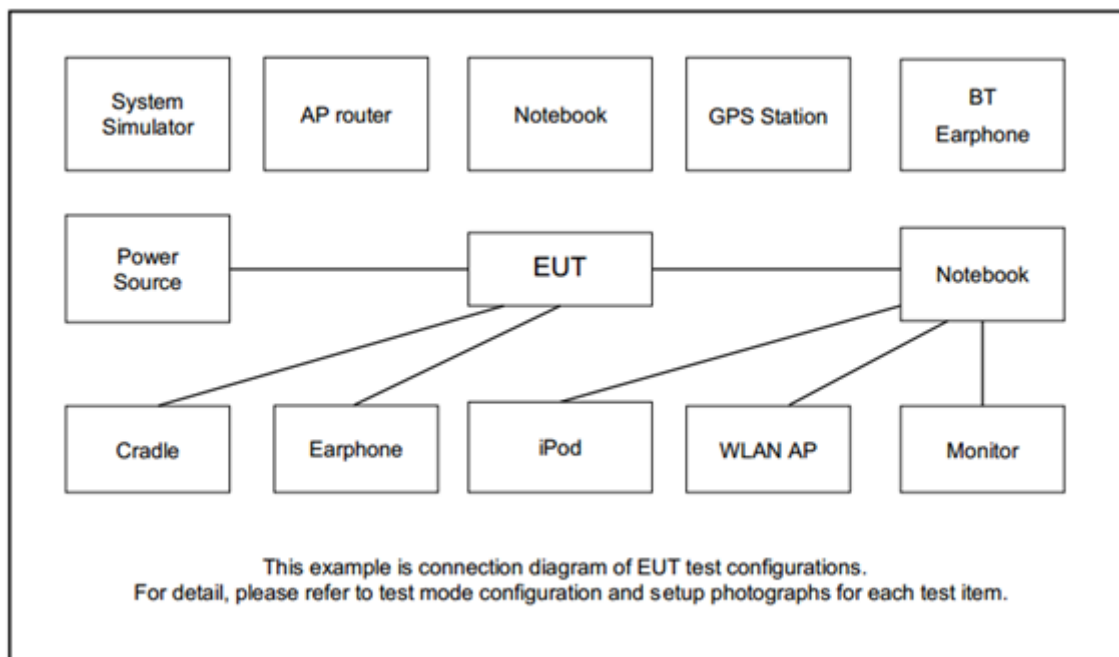 System
Simulator
AP router
Notebook
GPS Station
BT
Earphone
Power
Source
EUT
Notebook
Cradle
Earphone
iPod
WLAN AP
Monitor
This example is connection diagram of EUT test configurations.
For detail, please refer to test mode configuration and setup photographs for each test item.